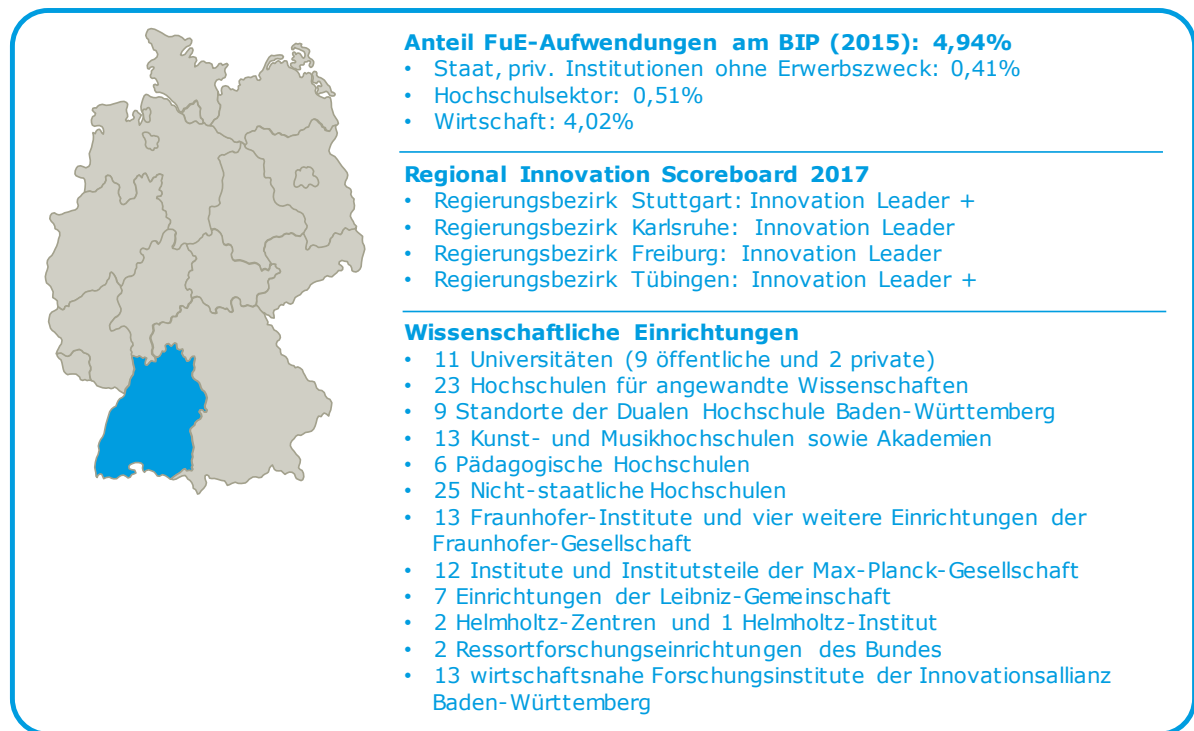 Anteil FuE-Aufwendungen am BIP (2015): 4,94%
• Staat, priv. Institutionen ohne Erwerbszweck: 0,41%
• Hochschulsektor: 0,51%
• Wirtschaft: 4,02%
Regional Innovation Scoreboard 2017
• Regierungsbezirk Stuttgart: Innovation Leader +
• Regierungsbezirk Karlsruhe: Innovation Leader
• Regierungsbezirk Freiburg: Innovation Leader
• Regierungsbezirk Tübingen: Innovation Leader +
Wissenschaftliche Einrichtungen
• 11 Universitäten (9 öffentliche und 2 private)
• 23 Hochschulen für angewandte Wissenschaften
• 9 Standorte der Dualen Hochschule Baden-Württemberg
• 13 Kunst- und Musikhochschulen sowie Akademien
• 6 Pädagogische Hochschulen
• 25 Nicht-staatliche Hochschulen
• 13 Fraunhofer-Institute und vier weitere Einrichtungen der
Fraunhofer-Gesellschaft
• 12 Institute und Institutsteile der Max-Planck-Gesellschaft
• 7 Einrichtungen der Leibniz-Gemeinschaft
• 2 Helmholtz-Zentren und 1 Helmholtz-Institut
• 2 Ressortforschungseinrichtungen des Bundes
• 13 wirtschaftsnahe Forschungsinstitute der Innovationsallianz
Baden-Württemberg